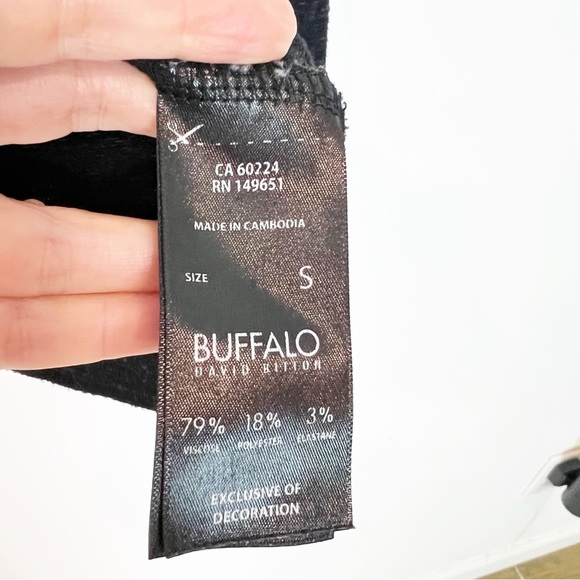 CA 60224
RN 149651
MADE IN CAMBODIA
SIZE S
BUFFALO
DAVID BITTON
79% 18% 3%
VISCOSE POLYESTER ELASTANE
EXCLUSIVE OF
DECORATION